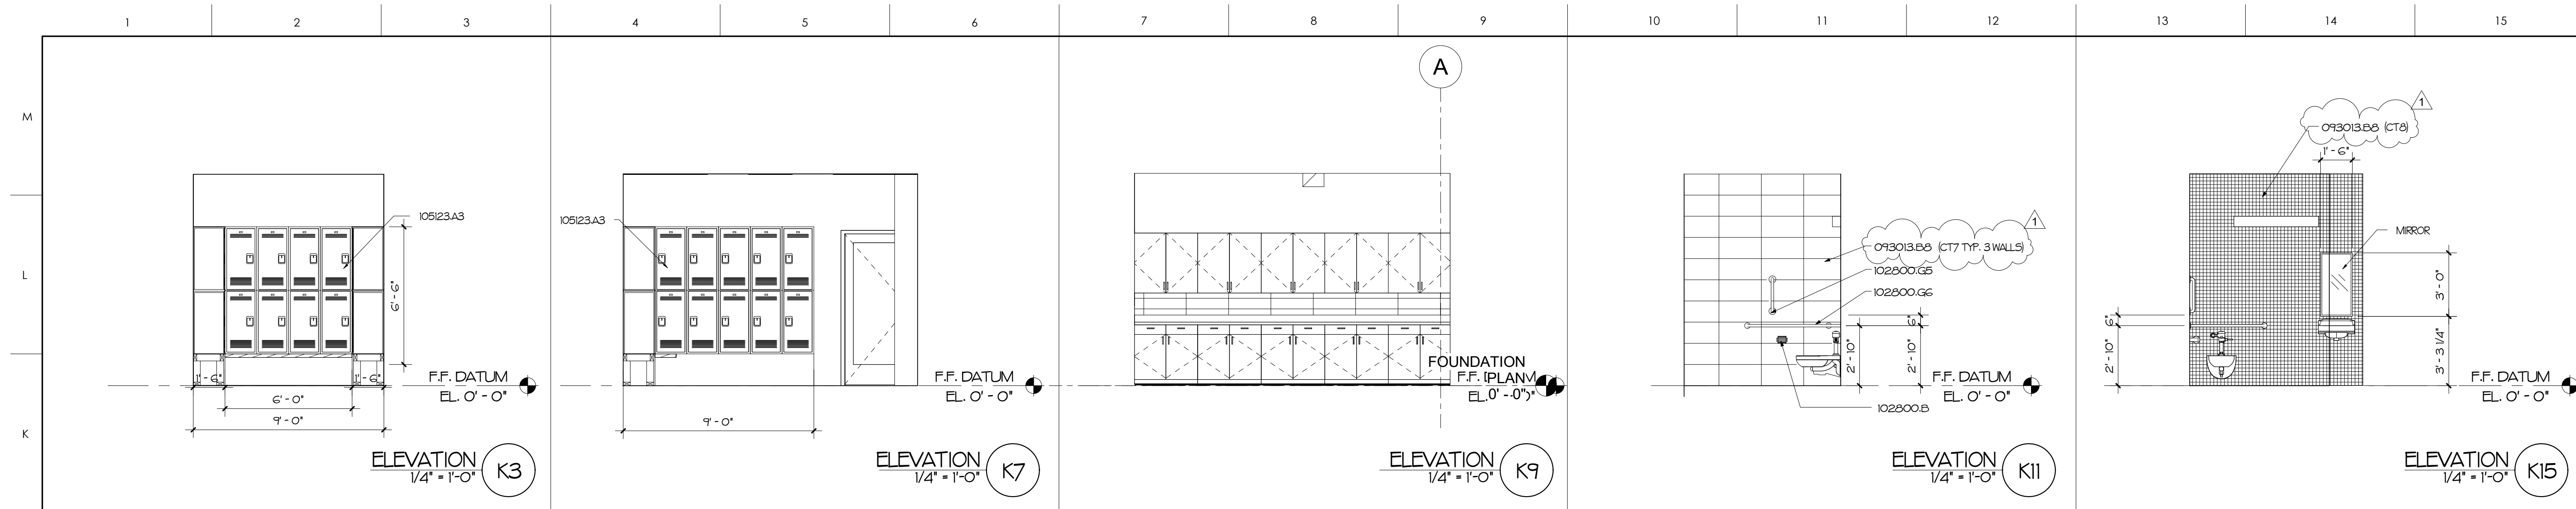 1 2 3 4 5 6 7 8 9 10 11 12 13 14 15
M
L
K
105123.A3
6' - 6"
1' - 6"
1' - 6"
6' - 0"
9' - 0"
F.F. DATUM
EL. 0' - 0"
ELEVATION
1/4" = 1'-0"
K3
105123.A3
9' - 0"
F.F. DATUM
EL. 0' - 0"
ELEVATION
1/4" = 1'-0"
K7
A
FOUNDATION
PLAN
F.F.
EL.
0' - 0"
ELEVATION
1/4" = 1'-0"
K9
1
093013.B8 (CT7 TYP. 3 WALLS)
102800.G5
102800.G6
6"
2' - 10"
2' - 10"
102800.B
F.F. DATUM
EL. 0' - 0"
ELEVATION
1/4" = 1'-0"
K11
1
093013.B8 (CT8)
1' - 6"
MIRROR
6"
2' - 10"
3' - 0"
3' - 3 1/4"
F.F. DATUM
EL. 0' - 0"
ELEVATION
1/4" = 1'-0"
K15